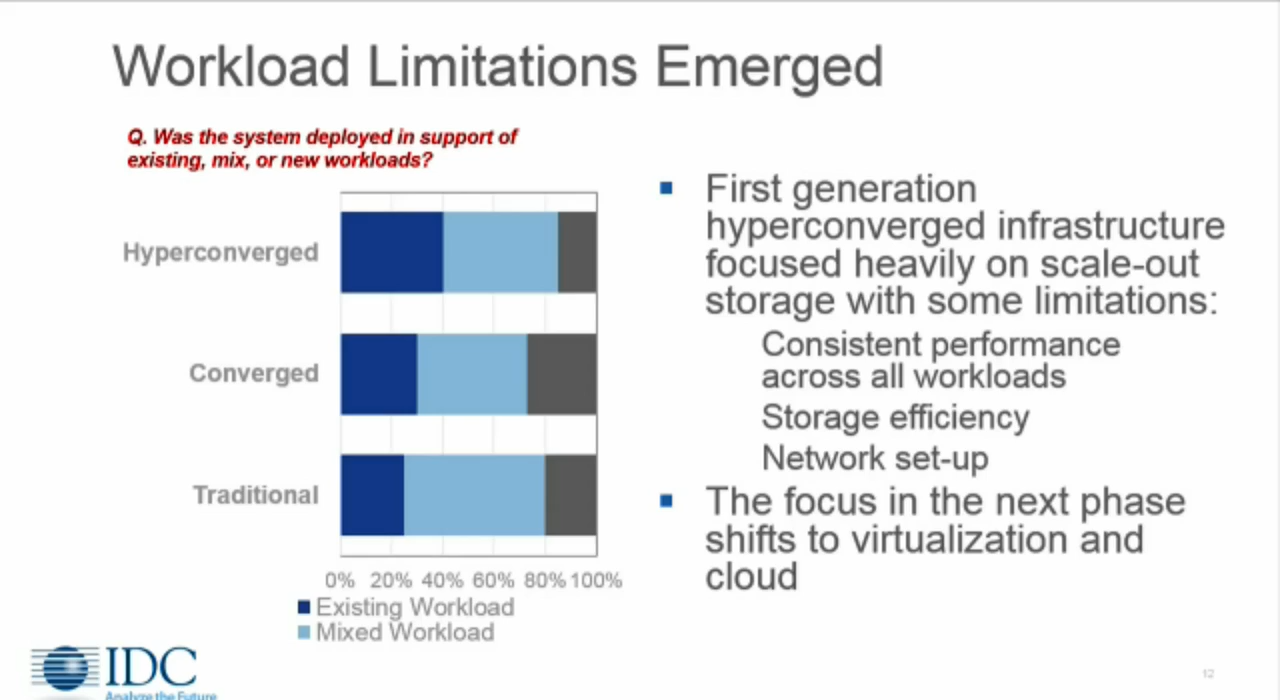 Workload Limitations Emerged
Q. Was the system deployed in support of
existing, mix, or new workloads?
Hyperconverged
Converged
Traditional
0% 20% 40% 60% 80% 100%
Existing Workload
Mixed Workload
First generation
hyperconverged infrastructure
focused heavily on scale-out
storage with some limitations:
Consistent performance
across all workloads
Storage efficiency
Network set-up
The focus in the next phase
shifts to virtualization and
cloud
IDC
Analyze the Future
12